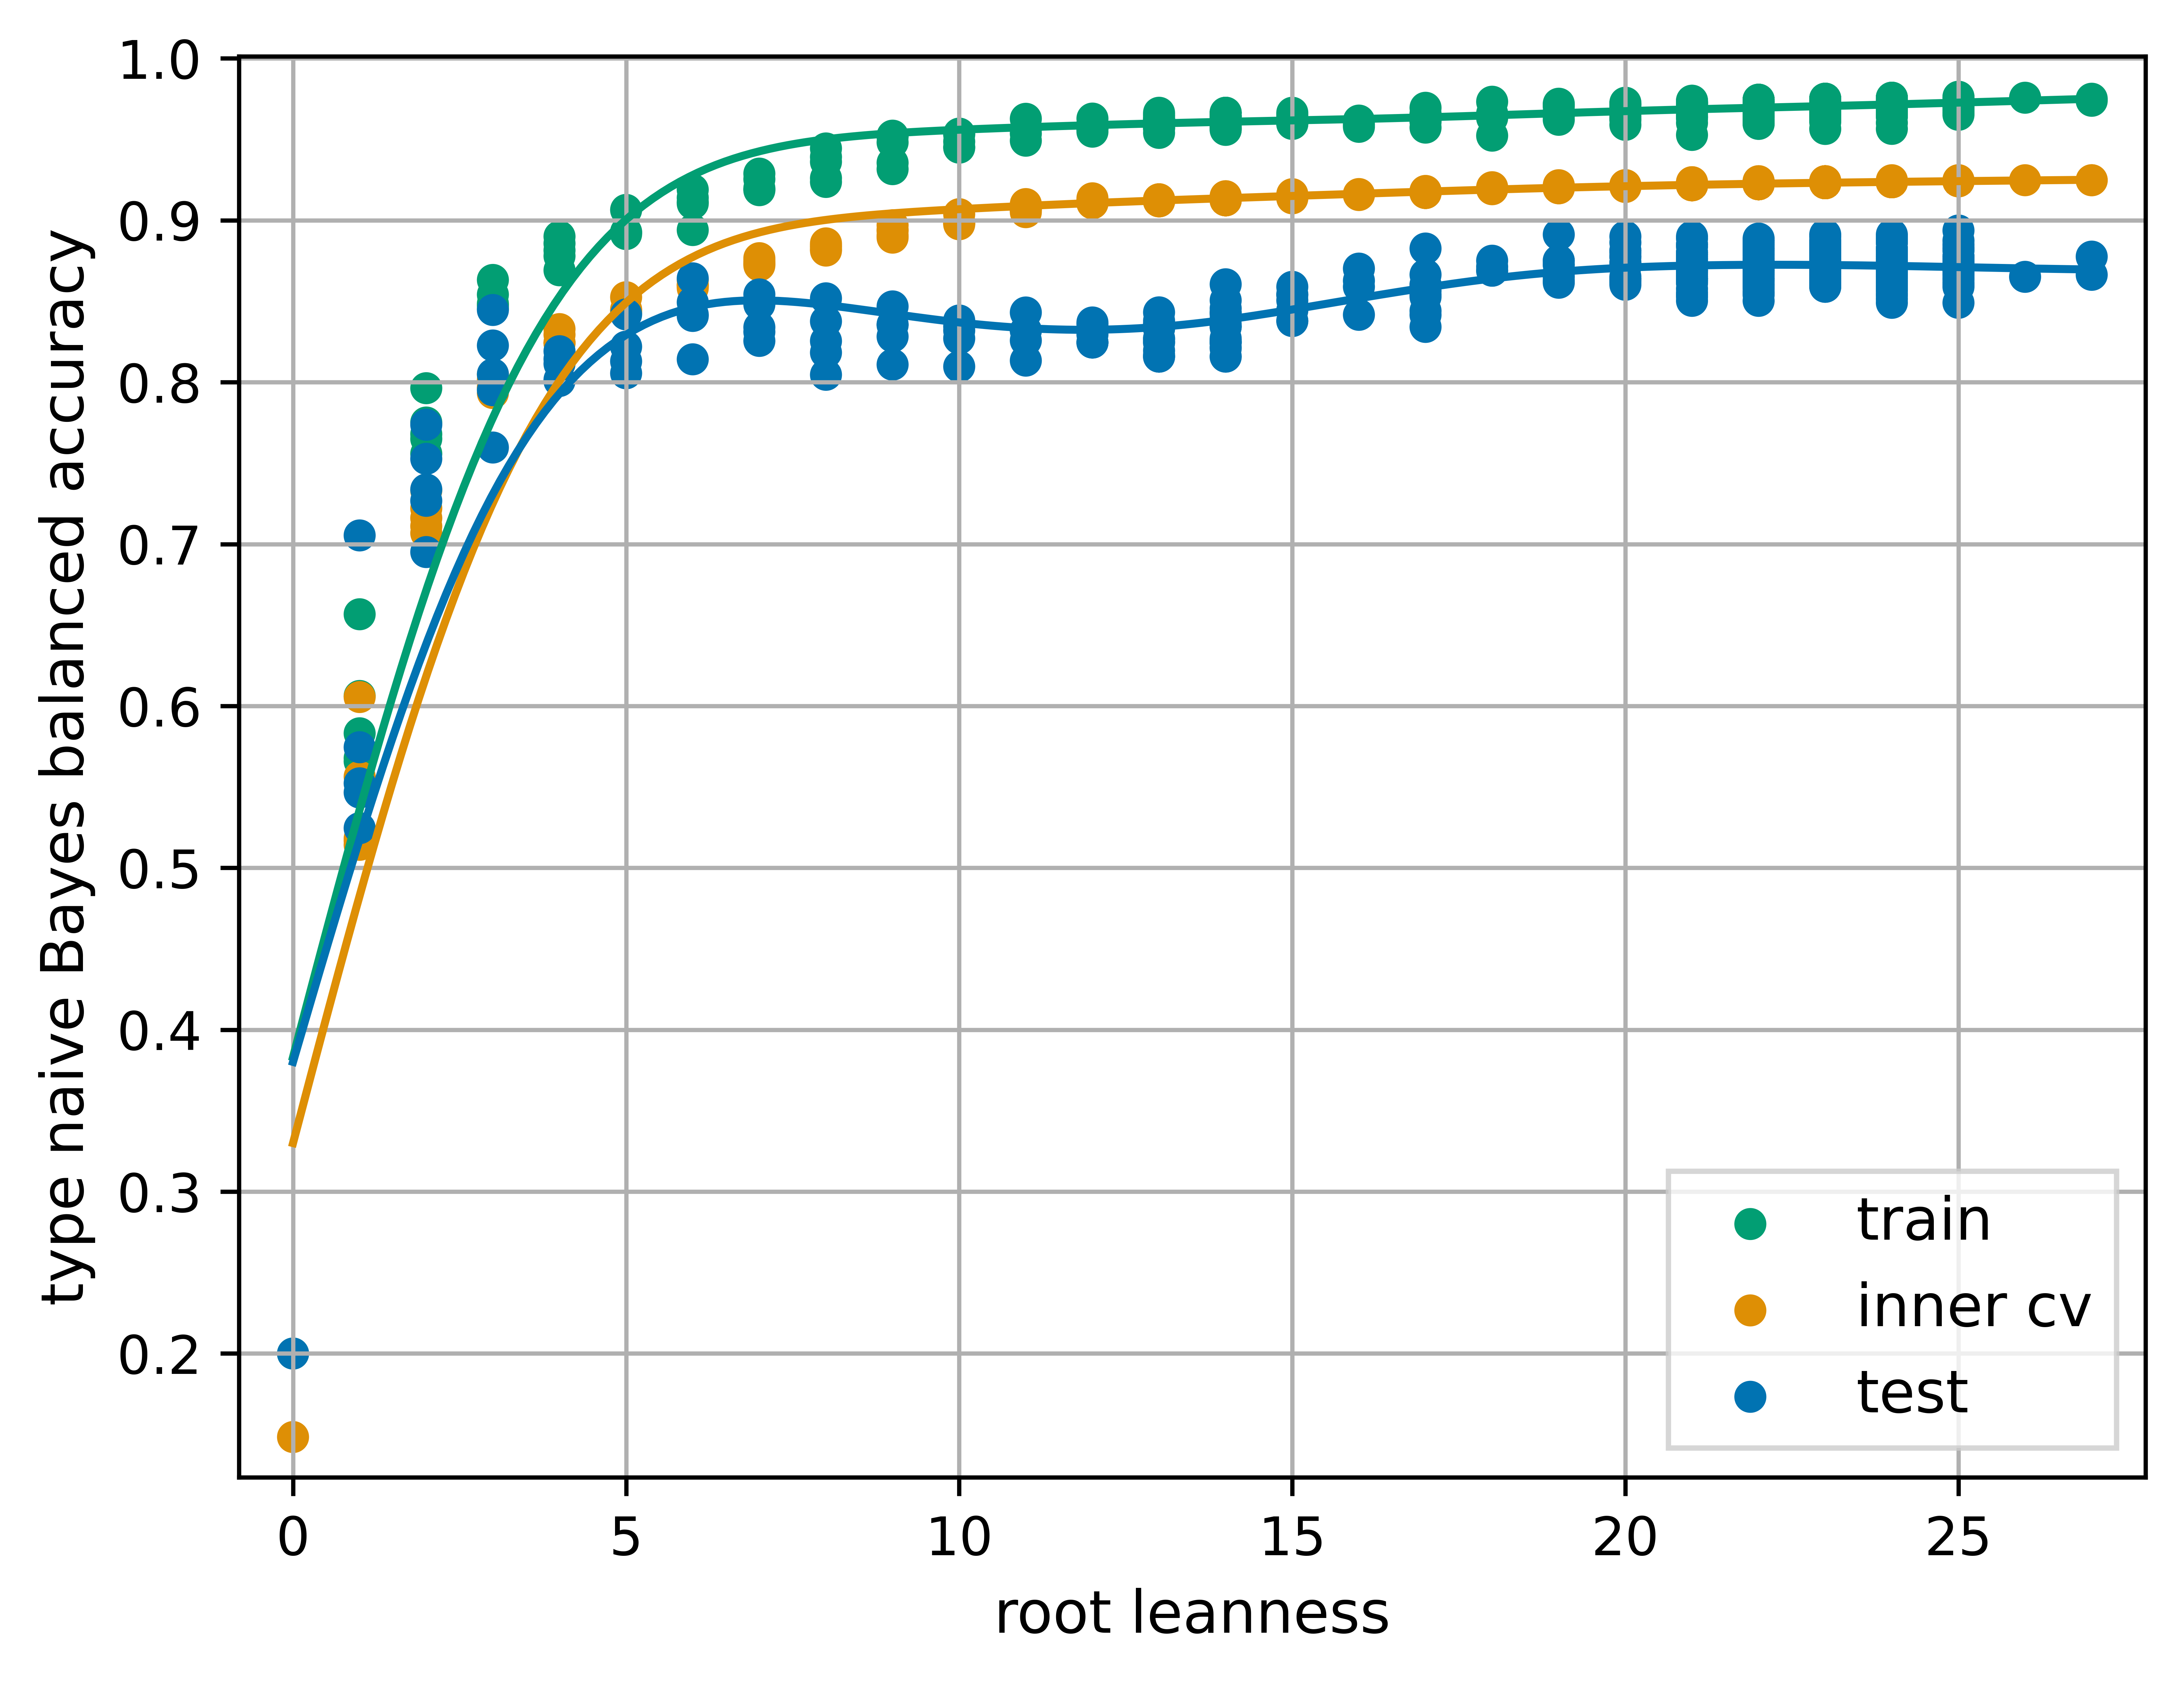 1.0
0.9
0.8
0.7
0.6
0.5
0.4
0.3
0.2
type naive Bayes balanced accuracy
train
inner cv
test
0 5 10 15 20 25
root leanness